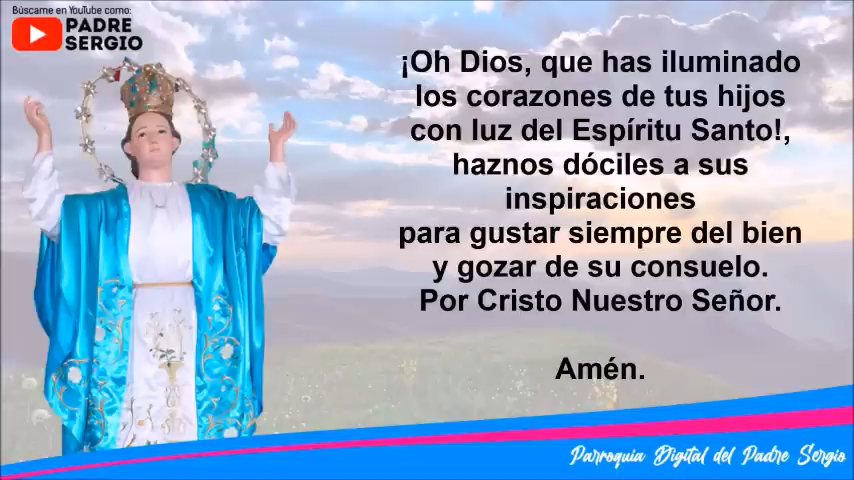 Búscame en YouTube como:
PADRE
SERGIO
¡Oh Dios, que has iluminado
los corazones de tus hijos
con luz del Espíritu Santo!,
haznos dóciles a sus
inspiraciones
para gustar siempre del bien
y gozar de su consuelo.
Por Cristo Nuestro Señor.
Amén.
Parroquia Digital del Padre Sergio